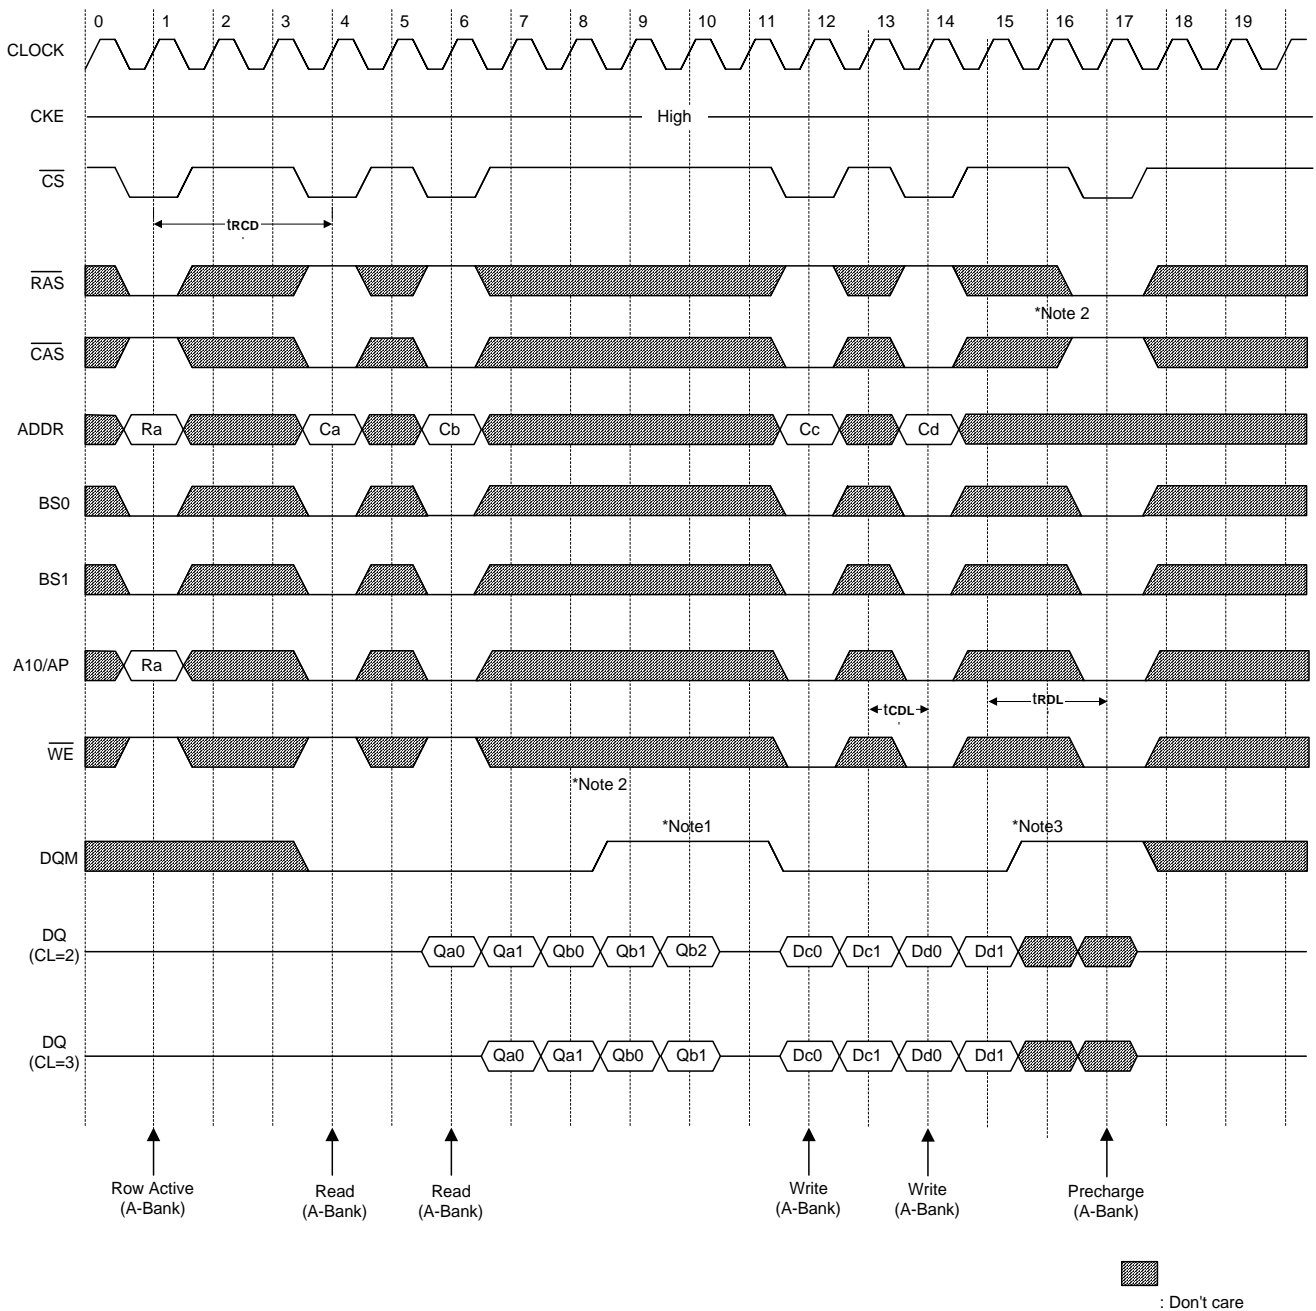 0 1 2 3 4 5 6 7 8 9 10 11 12 13 14 15 16 17 18 19
CLOCK
CKE High
CS
tRCD
RAS
*Note 2
CAS
ADDR Ra Ca Cb Cc Cd
BS0
BS1
A10/AP Ra
tCDL tRDL
WE
*Note 2
*Note1 *Note3
DQM
DQ
(CL=2) Qa0 Qa1 Qb0 Qb1 Qb2 Dc0 Dc1 Dd0 Dd1
DQ
(CL=3) Qa0 Qa1 Qb0 Qb1 Dc0 Dc1 Dd0 Dd1
Row Active
(A-Bank)
Read
(A-Bank)
Read
(A-Bank)
Write
(A-Bank)
Write
(A-Bank)
Precharge
(A-Bank)
: Don't care